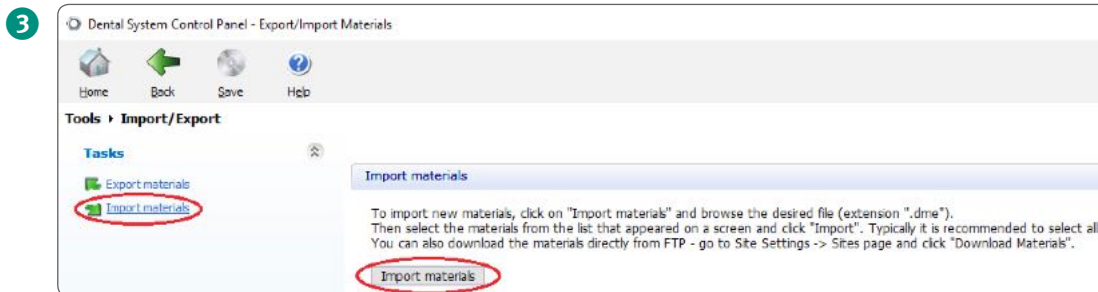 3
Dental System Control Panel - Export/Import Materials
Home Back Save Help
Tools Import/Export
Tasks
Export materials
Import materials
Import materials
To import new materials, click on "Import materials" and browse the desired file (extension ".dme").
Then select the materials from the list that appeared on a screen and click "Import". Typically it is recommended to select all
You can also download the materials directly from FTP - go to Site Settings -> Sites page and click "Download Materials".
Import materials